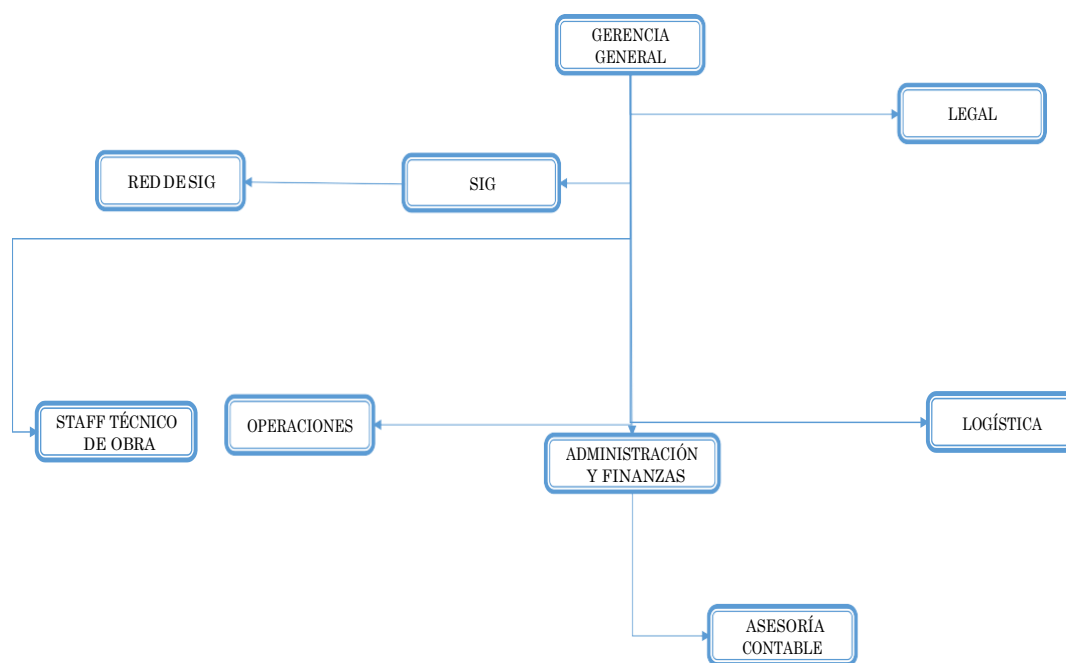 GERENCIA
GENERAL
LEGAL
RED DE SIG
SIG
STAFF TÉCNICO
DE OBRA
OPERACIONES
LOGÍSTICA
ADMINISTRACIÓN
Y FINANZAS
ASESORÍA
CONTABLE